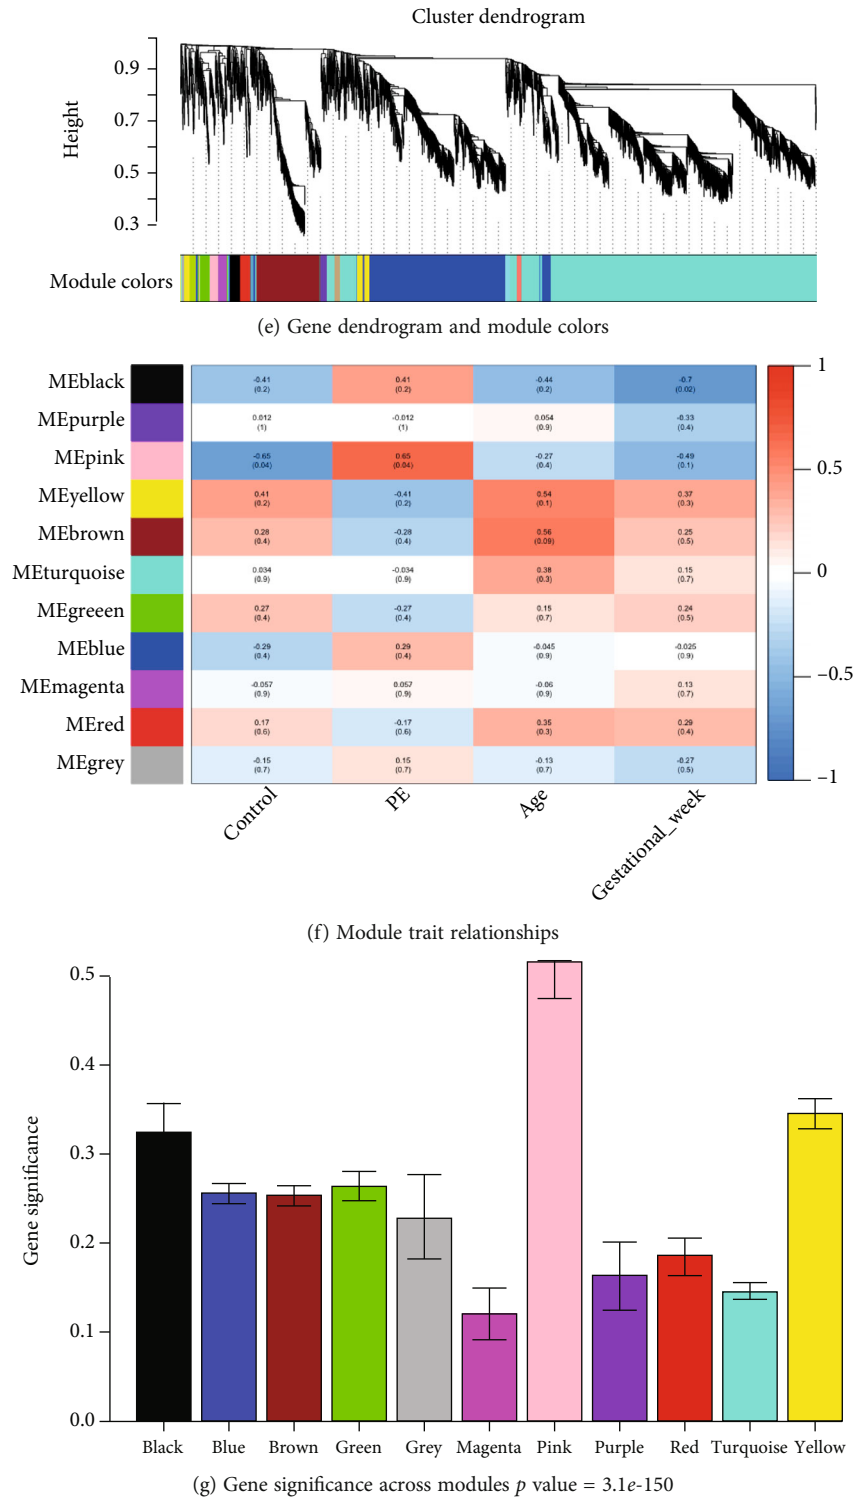 Cluster dendrogram
Height
0.9
0.7
0.5
0.3
Module colors
(e) Gene dendrogram and module colors
MEblack -0.41 0.41 -0.44 -0.7
(0.2) (0.2) (0.2) (0.02)
MEpurple 0.012 -0.012 0.054 -0.33
(1) (1) (0.9) (0.4)
MEpink -0.65 0.65 -0.27 -0.49
(0.04) (0.04) (0.4) (0.1)
MEyellow 0.41 -0.41 0.54 0.37
(0.2) (0.2) (0.1) (0.3)
MEbrown 0.28 -0.28 0.56 0.25
(0.4) (0.4) (0.09) (0.5)
MEturquoise 0.034 -0.034 0.38 0.15
(0.9) (0.9) (0.3) (0.7)
MEgreeen 0.27 -0.27 0.15 0.24
(0.4) (0.4) (0.7) (0.5)
MEblue -0.29 0.29 -0.045 -0.025
(0.4) (0.4) (0.9) (0.9)
MEmagenta -0.057 0.057 -0.06 0.13
(0.9) (0.9) (0.9) (0.7)
MEred 0.17 -0.17 0.35 0.29
(0.6) (0.6) (0.3) (0.4)
MEgrey -0.15 0.15 -0.13 -0.27
(0.7) (0.7) (0.7) (0.5)
1
0.5
0
–0.5
–1
Control PE Age Gestational_week
(f) Module trait relationships
Gene significance
0.5
0.4
0.3
0.2
0.1
0.0
Black Blue Brown Green Grey Magenta Pink Purple Red Turquoise Yellow
(g) Gene significance across modules p value = 3.1e-150